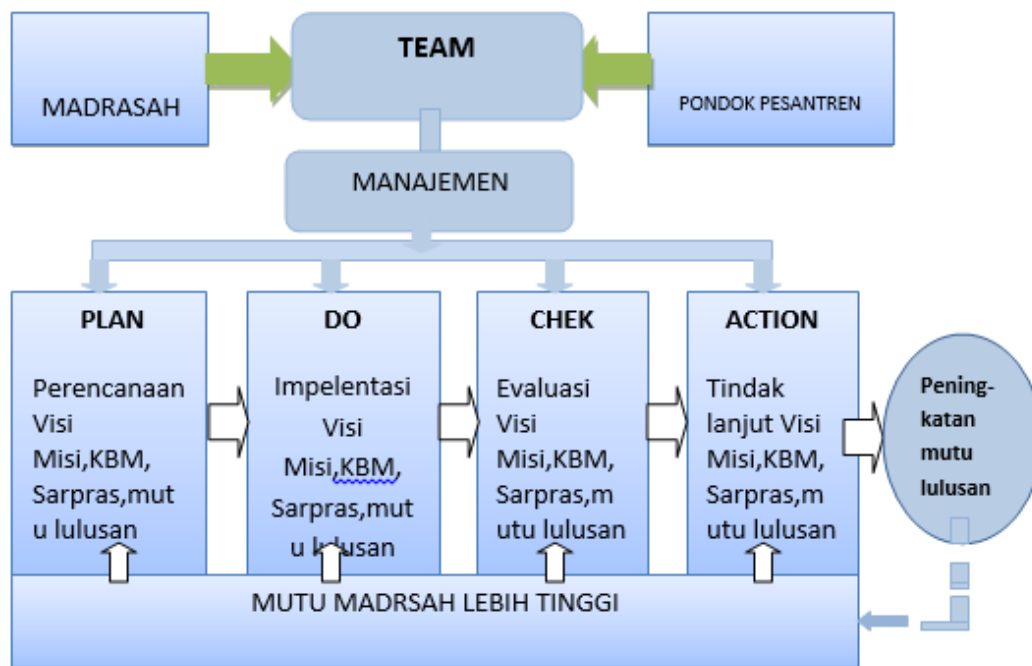 TEAM
MADRASAH
PONDOK PESANTREN
MANAJEMEN
PLAN
Perencanaan
Visi
Misi,KBM,
Sarpras,mut
u lulusan
DO
Impelentasi
Visi
Misi,KBM,
Sarpras,mut
u lulusan
CHEK
Evaluasi
Visi
Misi,KBM,
Sarpras,m
utu lulusan
ACTION
Tindak
lanjut Visi
Misi,KBM,
Sarpras,m
utu lulusan
Pening-
katan
mutu
lulusan
MUTU MADRSAH LEBIH TINGGI